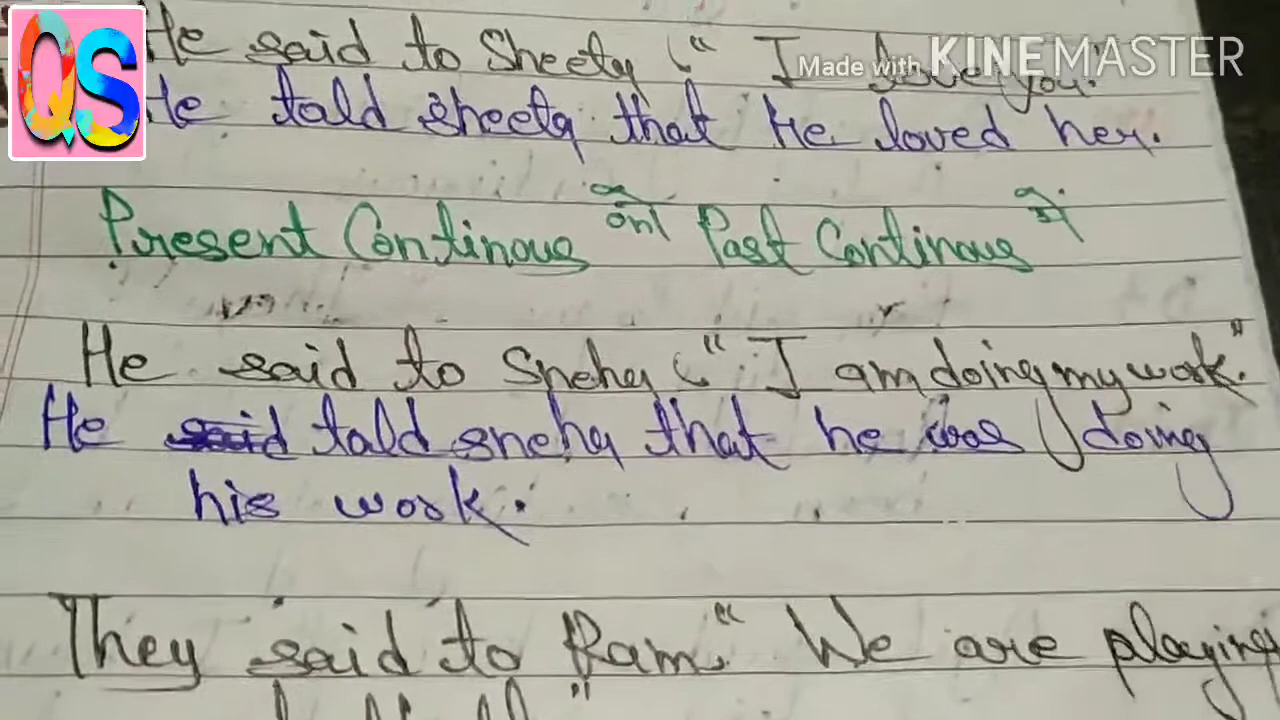 QS
Made with KINEMASTER
He said to Sheetq, “ I love you.”
He told sheetq that He loved her.
Present Continous को Past Continous में
He said to Sneha, “ I am doing my work.”
He said told sneha that he was doing
his work.
They said to Ram “ We are playing